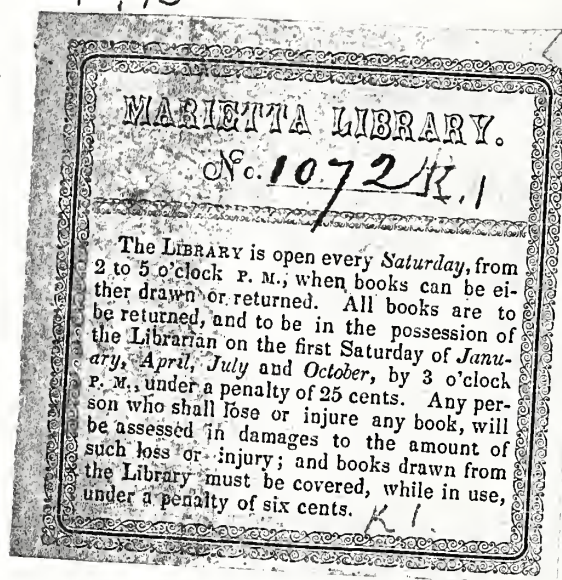 MARIETTA LIBRARY.
No. 1072 K.1
The LIBRARY is open every Saturday, from
2 to 5 o'clock P. M., when books can be ei-
ther drawn or returned. All books are to
be returned, and to be in the possession of
the Librarian on the first Saturday of Janu-
ary, April, July and October, by 3 o'clock
P. M., under a penalty of 25 cents. Any per-
son who shall lose or injure any book, will
be assessed in damages to the amount of
such loss or injury; and books drawn from
the Library must be covered, while in use,
under a penalty of six cents.
K 1.